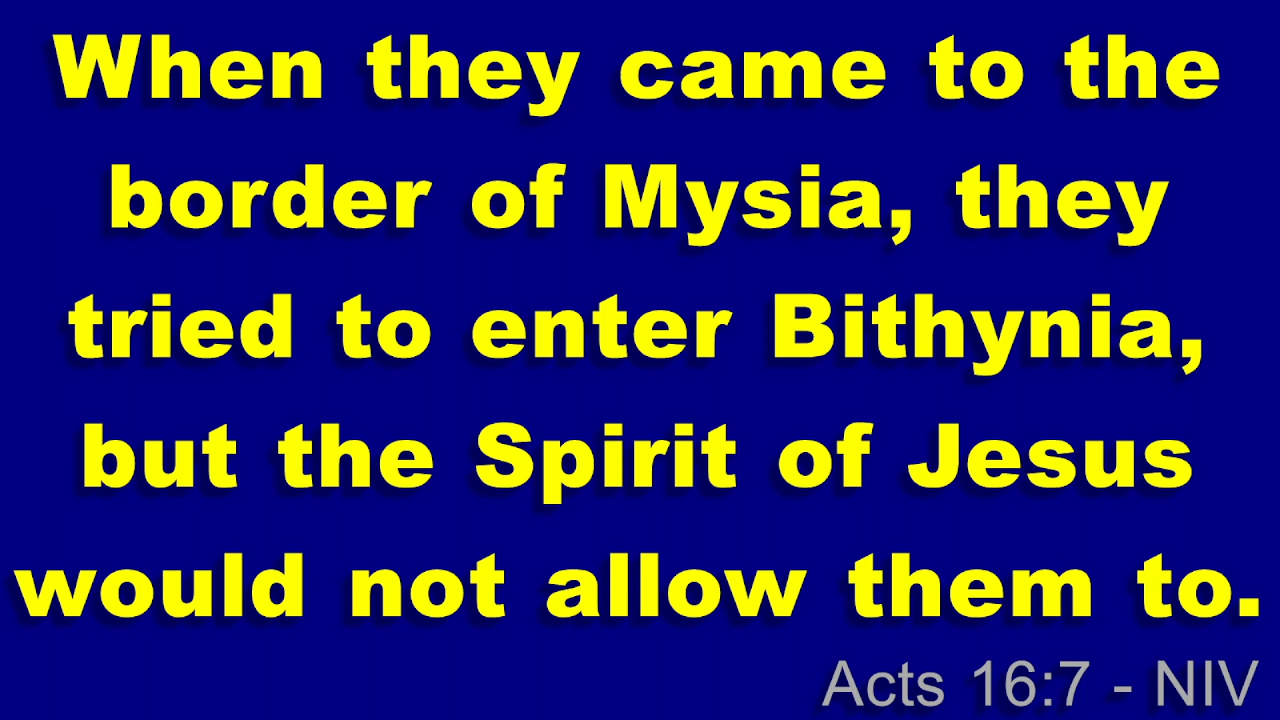 When they came to the
border of Mysia, they
tried to enter Bithynia,
but the Spirit of Jesus
would not allow them to.
Acts 16:7 - NIV